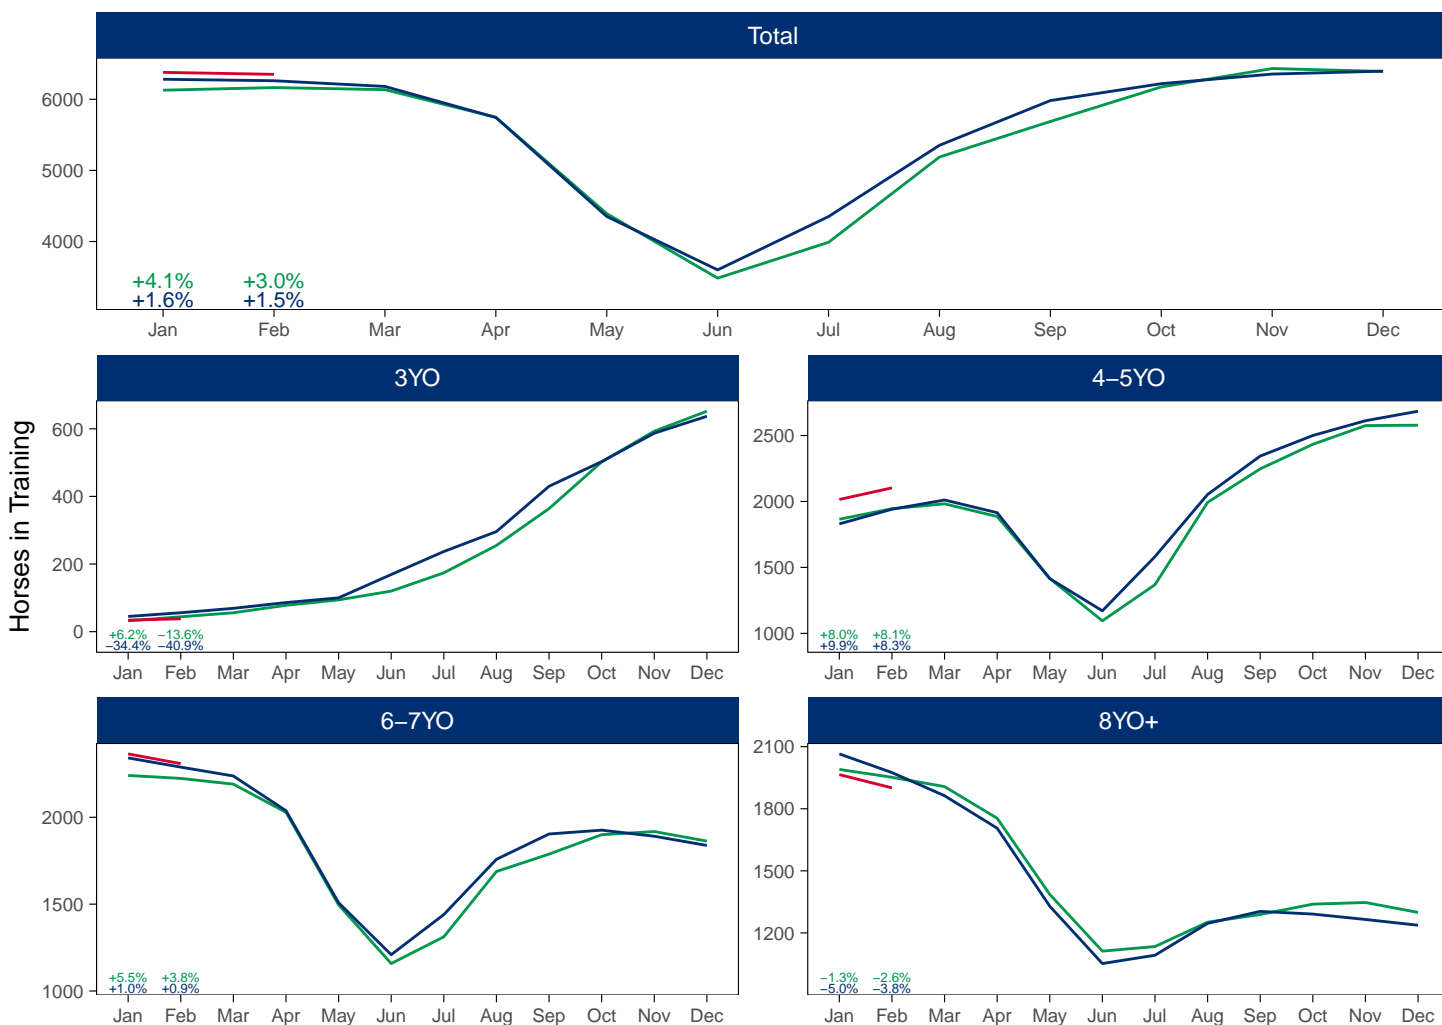 Total
6000
5000
4000
+4.1% +3.0%
+1.6% +1.5%
Jan Feb Mar Apr May Jun Jul Aug Sep Oct Nov Dec
Horses in Training
3YO
600
400
200
0
+6.2% −13.6%
−34.4% −40.9%
Jan Feb Mar Apr May Jun Jul Aug Sep Oct Nov Dec
4–5YO
2500
2000
1500
1000
+8.0% +8.1%
+9.9% +8.3%
Jan Feb Mar Apr May Jun Jul Aug Sep Oct Nov Dec
6–7YO
2000
1500
1000
+5.5% +3.8%
+1.0% +0.9%
Jan Feb Mar Apr May Jun Jul Aug Sep Oct Nov Dec
8YO+
2100
1800
1500
1200
−1.3% −2.6%
−5.0% −3.8%
Jan Feb Mar Apr May Jun Jul Aug Sep Oct Nov Dec